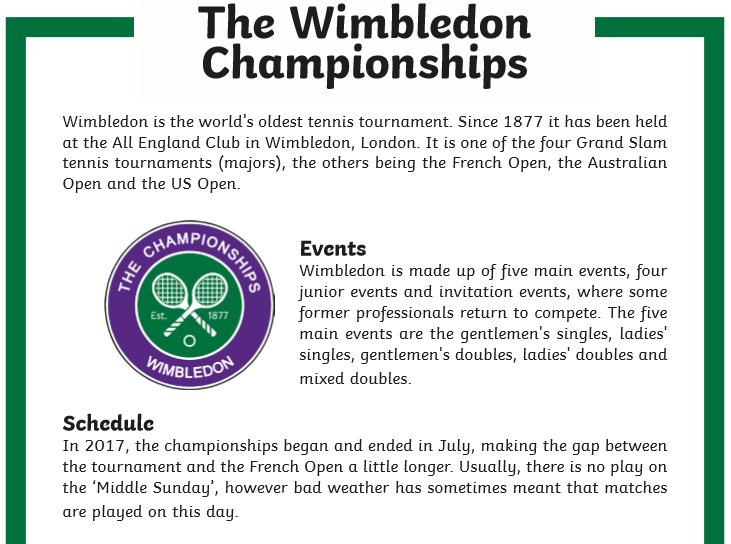 The Wimbledon
Championships
Wimbledon is the world's oldest tennis tournament. Since 1877 it has been held
at the All England Club in Wimbledon, London. It is one of the four Grand Slam
tennis tournaments (majors), the others being the French Open, the Australian
Open and the US Open.
THE CHAMPIONSHIPS
Est. 1877
WIMBLEDON
Events
Wimbledon is made up of five main events, four
junior events and invitation events, where some
former professionals return to compete. The five
main events are the gentlemen's singles, ladies'
singles, gentlemen's doubles, ladies' doubles and
mixed doubles.
Schedule
In 2017, the championships began and ended in July, making the gap between
the tournament and the French Open a little longer. Usually, there is no play on
the ‘Middle Sunday’, however bad weather has sometimes meant that matches
are played on this day.